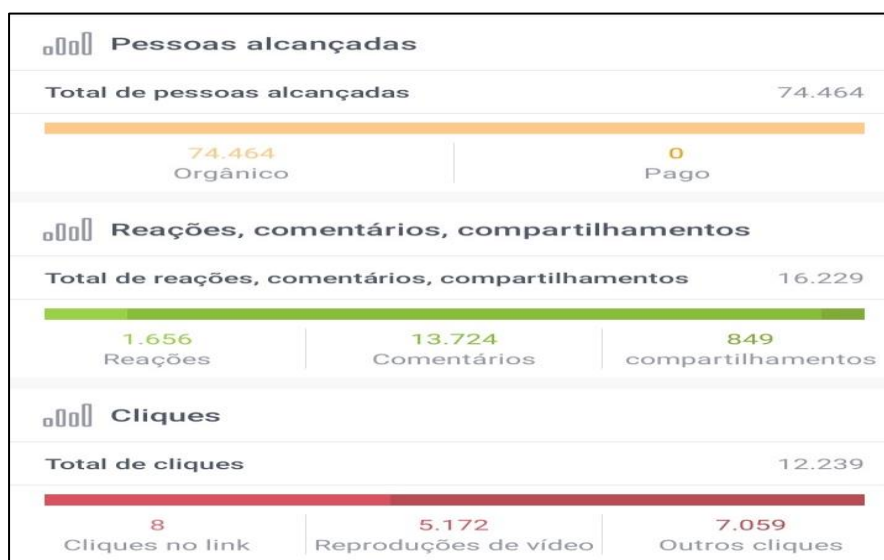 Pessoas alcançadas
Total de pessoas alcançadas 74.464
74.464 0
Orgânico Pago
Reações, comentários, compartilhamentos
Total de reações, comentários, compartilhamentos 16.229
1.656 13.724 849
Reações Comentários compartilhamentos
Cliques
Total de cliques 12.239
8 5.172 7.059
Cliques no link Reproduções de vídeo Outros cliques